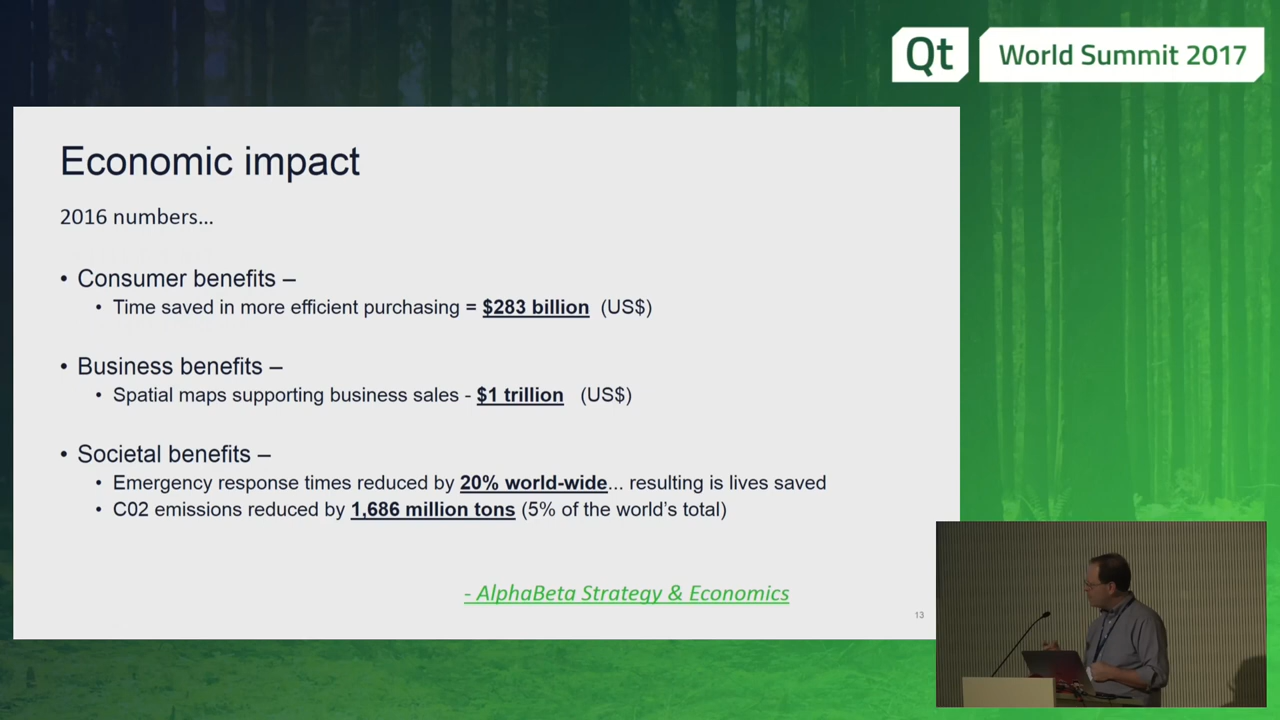 Qt World Summit 2017
Economic impact
2016 numbers...
• Consumer benefits –
• Time saved in more efficient purchasing = $283 billion (US$)
• Business benefits –
• Spatial maps supporting business sales - $1 trillion (US$)
• Societal benefits –
• Emergency response times reduced by 20% world-wide... resulting is lives saved
• C02 emissions reduced by 1,686 million tons (5% of the world's total)
- AlphaBeta Strategy & Economics
13